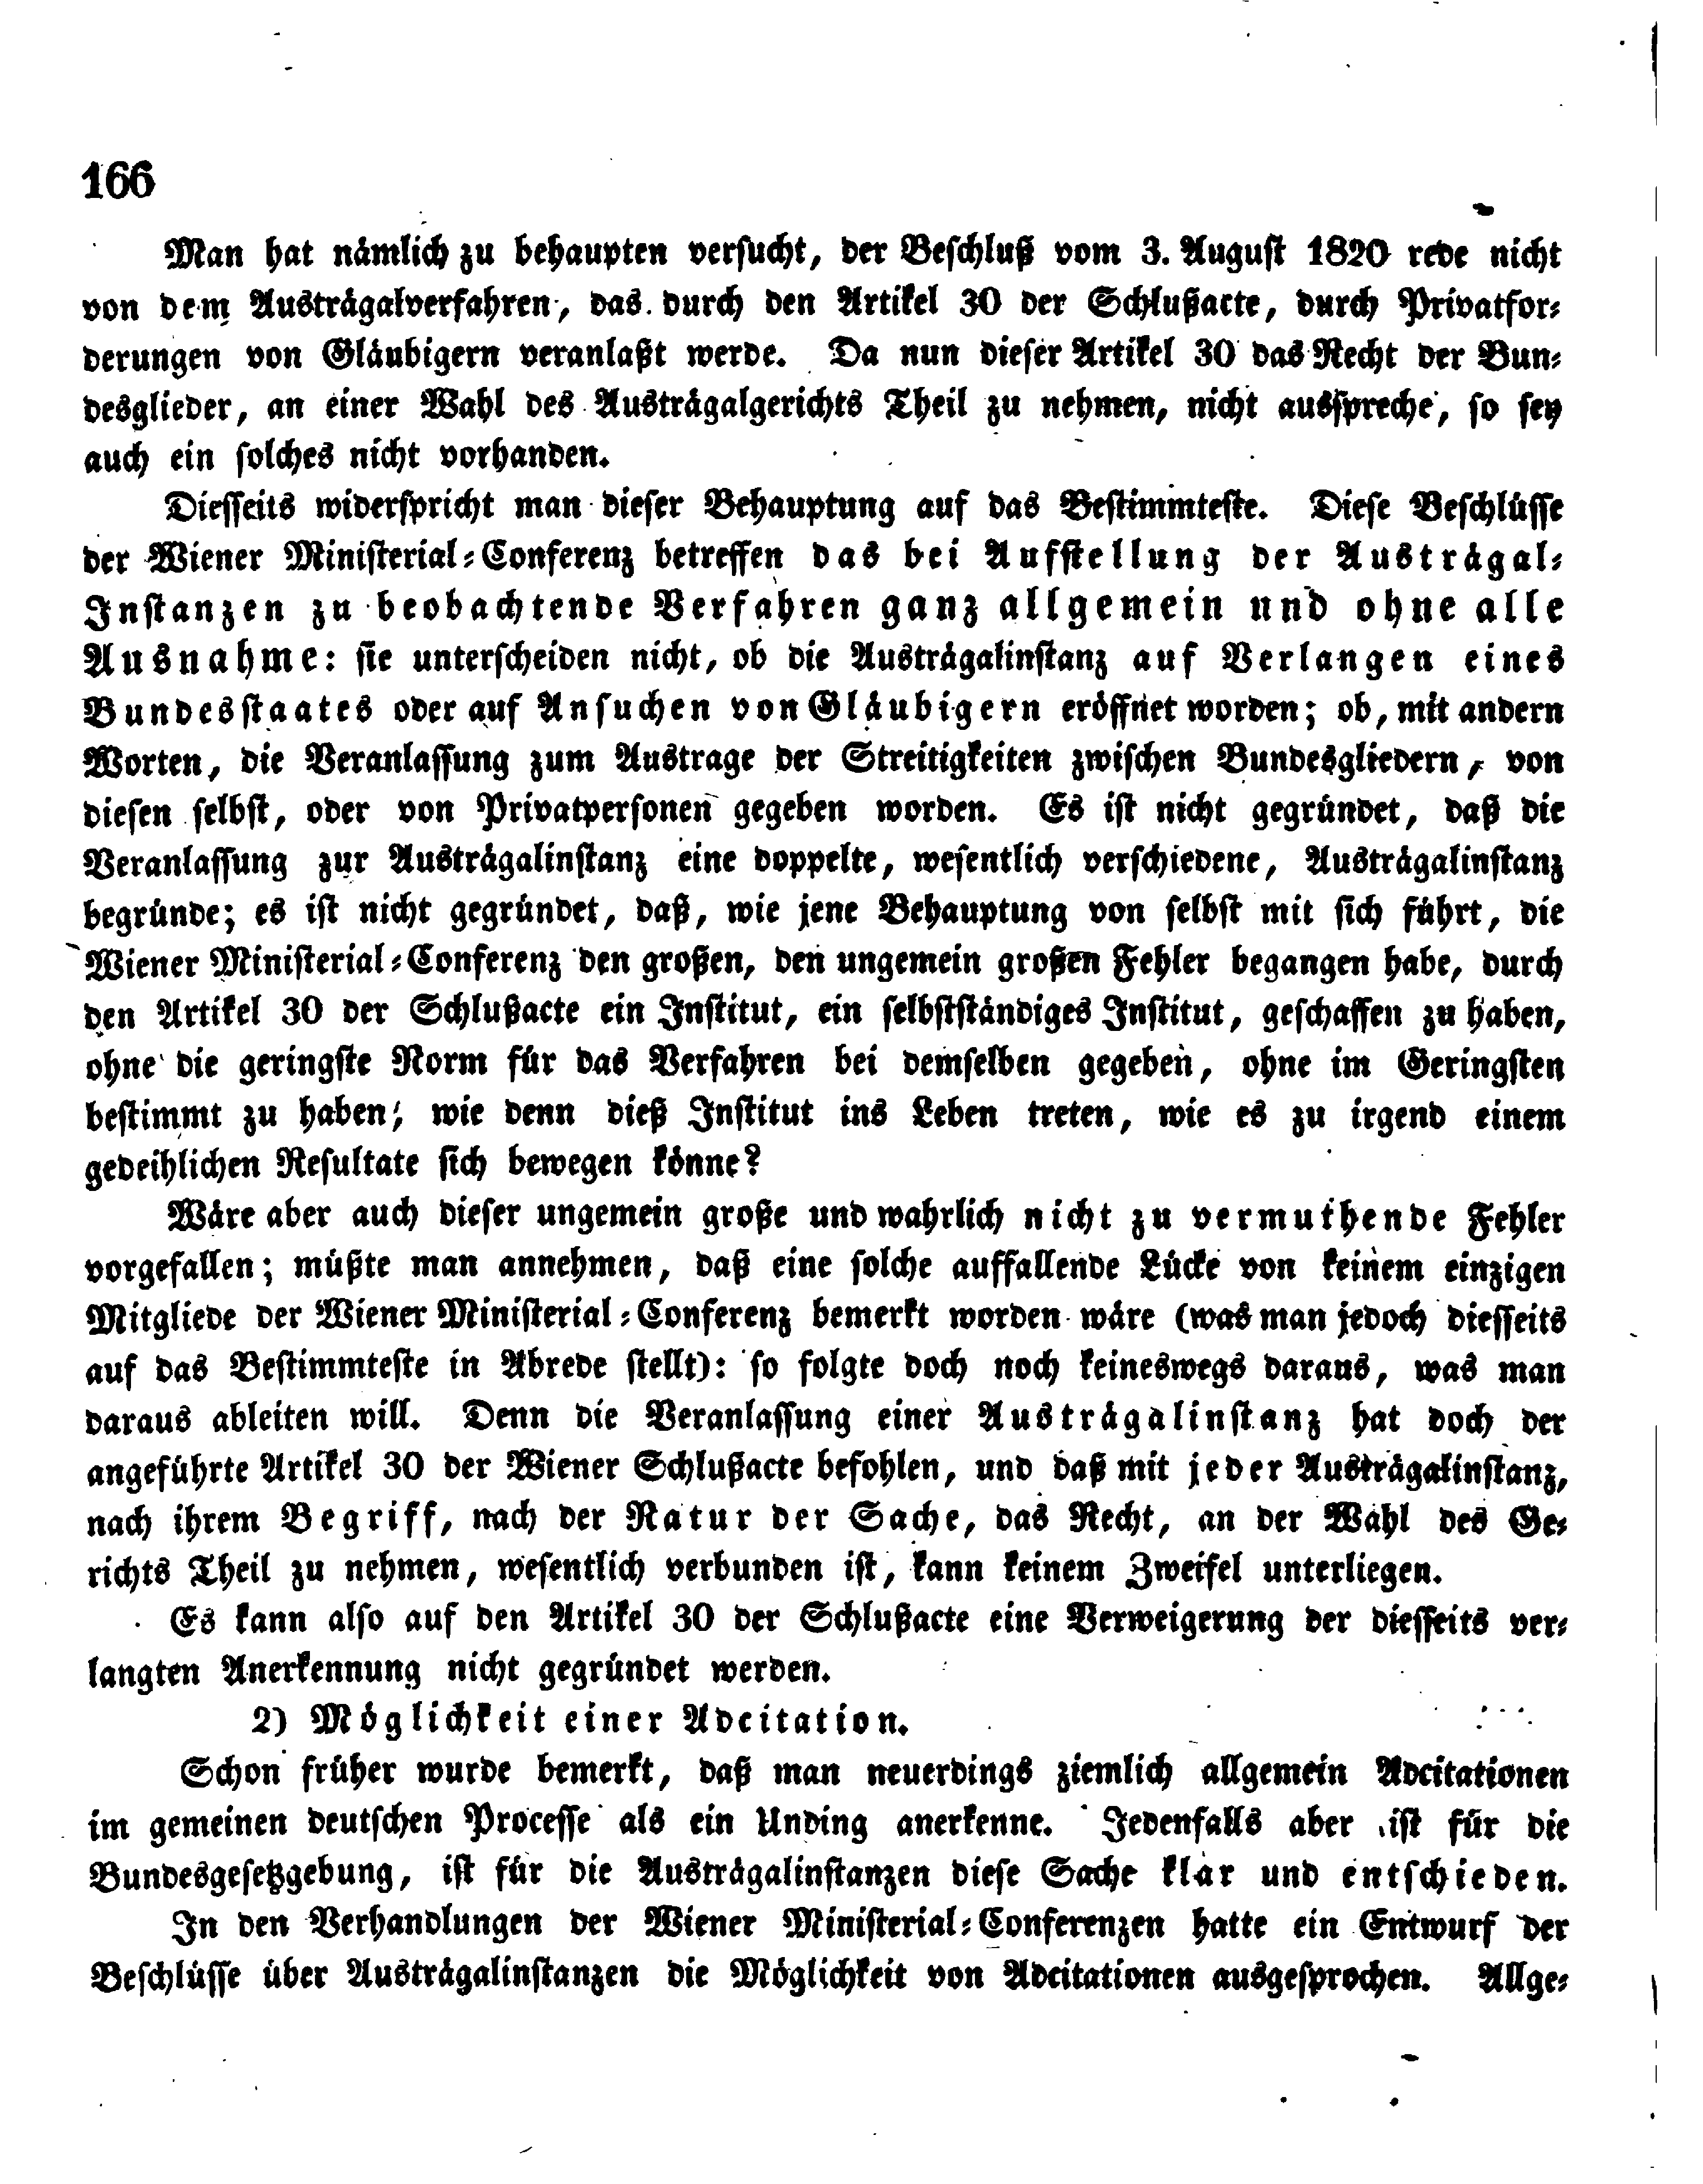 166
Man hat nämlich zu behaupten versucht, der Beschluß vom 3. August 1820 rede nicht
von dem Austrägalverfahren, das durch den Artikel 30 der Schlußacte, durch Privatfor-
derungen von Gläubigern veranlaßt werde. Da nun dieser Artikel 30 das Recht der Bun-
desglieder, an einer Wahl des Austrägalgerichts Theil zu nehmen, nicht ausspreche, so sey
auch ein solches nicht vorhanden.
Diesseits widerspricht man dieser Behauptung auf das Bestimmteste. Diese Beschlüsse
der Wiener Ministerial-Conferenz betreffen das bei Aufstellung der Austrägal-
Instanzen zu beobachtende Verfahren ganz allgemein und ohne alle
Ausnahme: sie unterscheiden nicht, ob die Austrägalinstanz auf Verlangen eines
Bundesstaates oder auf Ansuchen von Gläubigern eröffnet worden; ob, mit andern
Worten, die Veranlassung zum Austrage der Streitigkeiten zwischen Bundesgliedern, von
diesen selbst, oder von Privatpersonen gegeben worden. Es ist nicht gegründet, daß die
Veranlassung zur Austrägalinstanz eine doppelte, wesentlich verschiedene, Austrägalinstanz
begründe; es ist nicht gegründet, daß, wie jene Behauptung von selbst mit sich führt, die
Wiener Ministerial-Conferenz den großen, den ungemein großen Fehler begangen habe, durch
den Artikel 30 der Schlußacte ein Institut, ein selbstständiges Institut, geschaffen zu haben,
ohne die geringste Norm für das Verfahren bei demselben gegeben, ohne im Geringsten
bestimmt zu haben, wie denn dieß Institut ins Leben treten, wie es zu irgend einem
gedeihlichen Resultate sich bewegen könne?
Wäre aber auch dieser ungemein große und wahrlich nicht zu vermuthende Fehler
vorgefallen; müßte man annehmen, daß eine solche auffallende Lücke von keinem einzigen
Mitgliede der Wiener Ministerial-Conferenz bemerkt worden wäre (was man jedoch diesseits
auf das Bestimmteste in Abrede stellt): so folgte doch noch keineswegs daraus, was man
daraus ableiten will. Denn die Veranlassung einer Austrägalinstanz hat doch der
angeführte Artikel 30 der Wiener Schlußacte befohlen, und daß mit jeder Austrägalinstanz,
nach ihrem Begriff, nach der Natur der Sache, das Recht, an der Wahl des Ge-
richts Theil zu nehmen, wesentlich verbunden ist, kann keinem Zweifel unterliegen.
Es kann also auf den Artikel 30 der Schlußacte eine Verweigerung der diesseits ver-
langten Anerkennung nicht gegründet werden.
2) Möglichkeit einer Adcitation.
Schon früher wurde bemerkt, daß man neuerdings ziemlich allgemein Adcitationen
im gemeinen deutschen Processe als ein Unding anerkenne. Jedenfalls aber ist für die
Bundesgesetzgebung, ist für die Austrägalinstanzen diese Sache klar und entschieden.
In den Verhandlungen der Wiener Ministerial-Conferenzen hatte ein Entwurf der
Beschlüsse über Austrägalinstanzen die Möglichkeit von Adcitationen ausgesprochen. Allge-